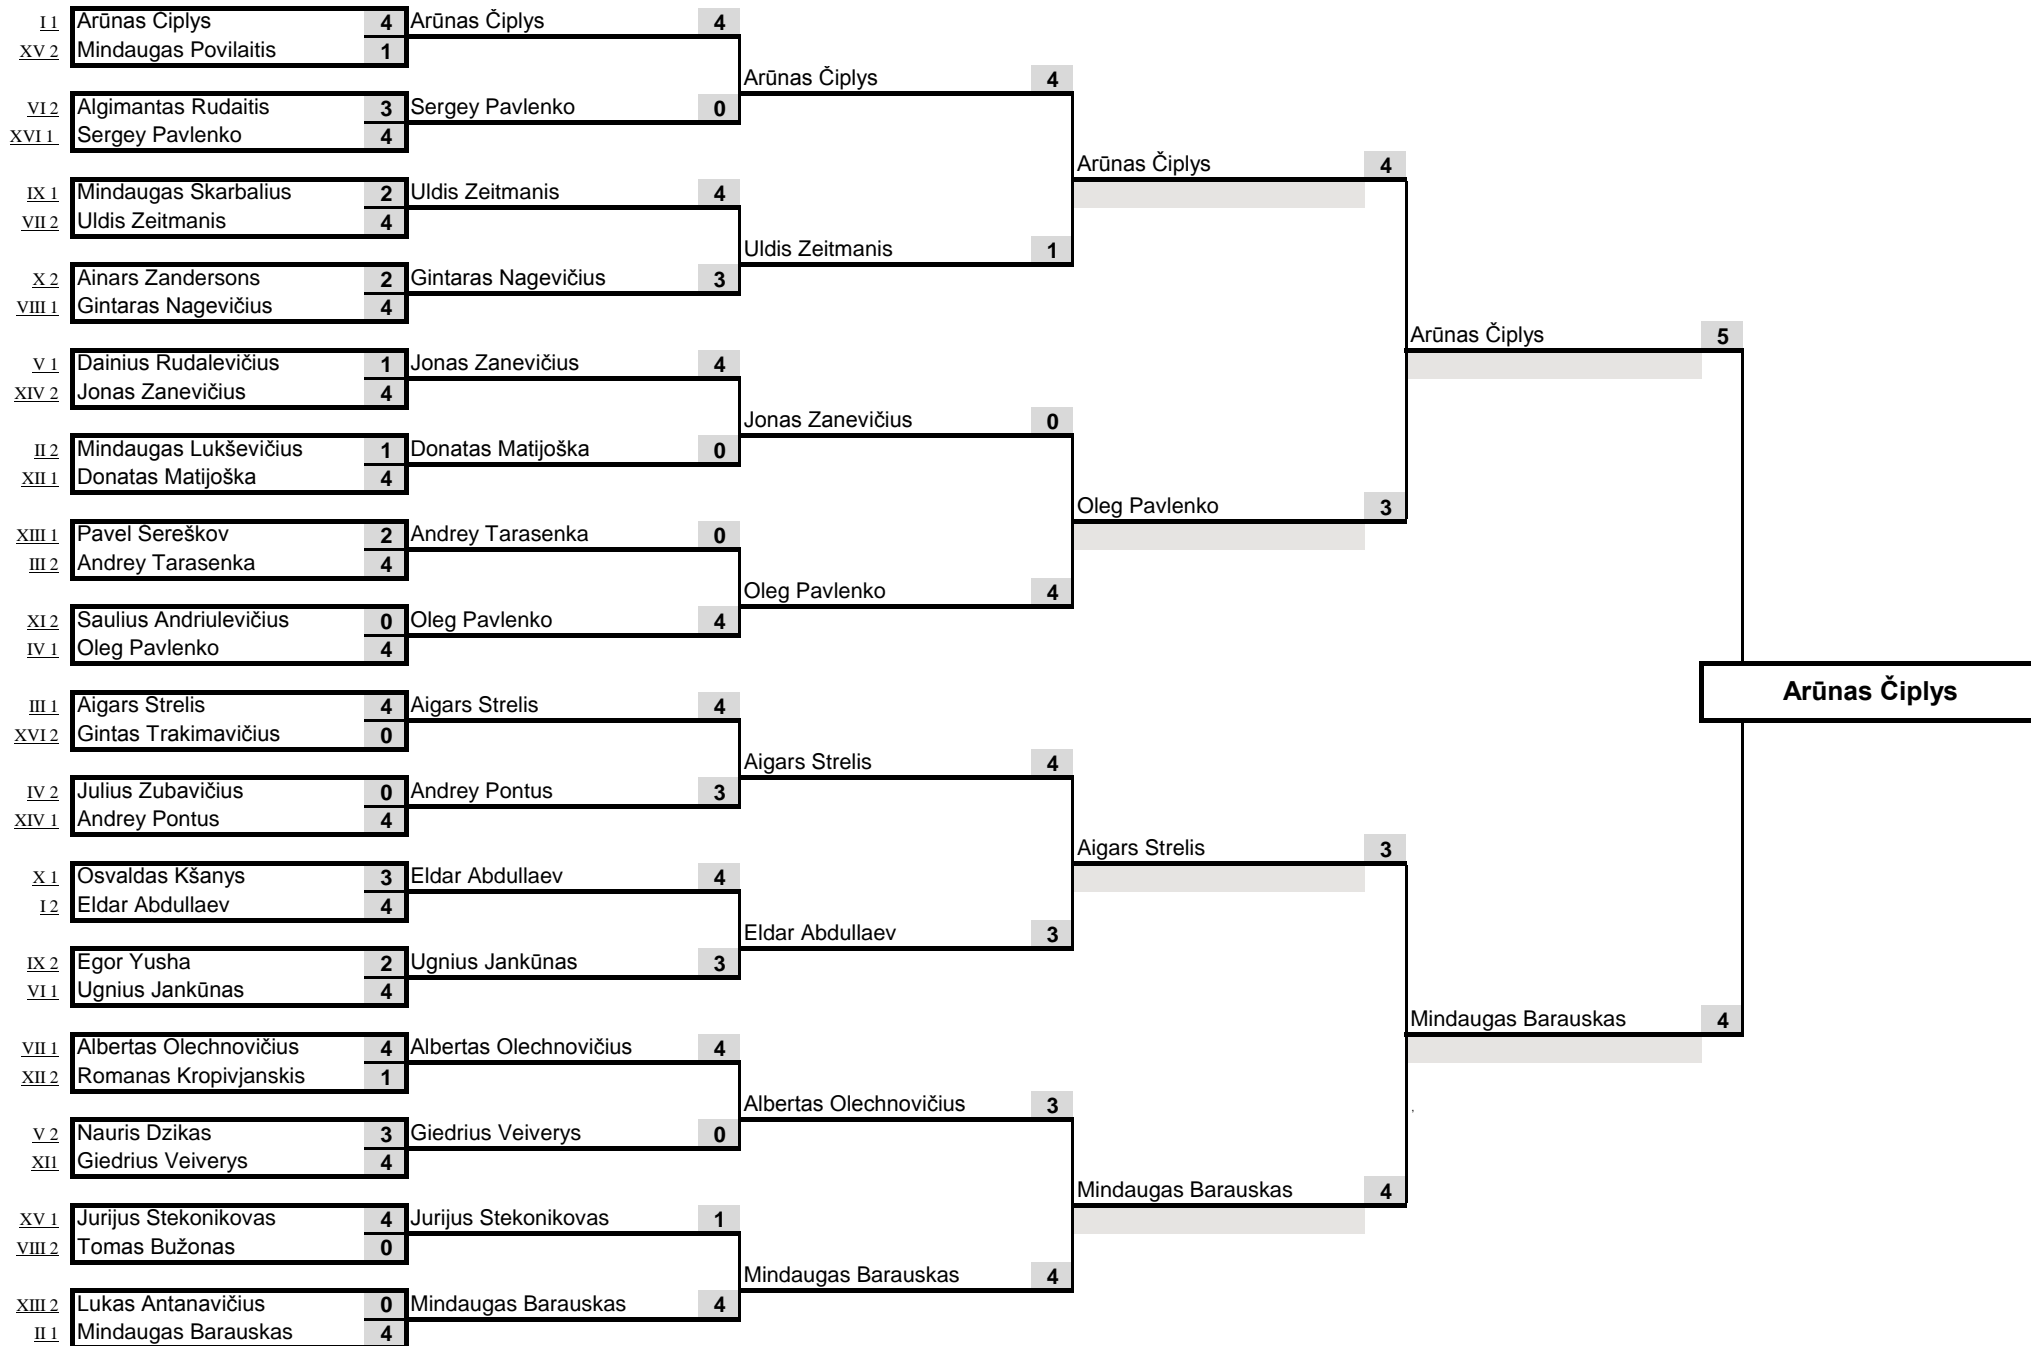 I 1 Arūnas Čiplys 4 Arūnas Čiplys 4
XV 2 Mindaugas Povilaitis 1
Arūnas Čiplys 4
VI 2 Algimantas Rudaitis 3 Sergey Pavlenko 0
XVI 1 Sergey Pavlenko 4
Arūnas Čiplys 4
IX 1 Mindaugas Skarbalius 2 Uldis Zeitmanis 4
VII 2 Uldis Zeitmanis 4
Uldis Zeitmanis 1
X 2 Ainars Zandersons 2 Gintaras Nagevičius 3
VIII 1 Gintaras Nagevičius 4
Arūnas Čiplys 5
V 1 Dainius Rudalevičius 1 Jonas Zanevičius 4
XIV 2 Jonas Zanevičius 4
Jonas Zanevičius 0
II 2 Mindaugas Lukševičius 1 Donatas Matijoška 0
XII 1 Donatas Matijoška 4
Oleg Pavlenko 3
XIII 1 Pavel Šereškov 2 Andrey Tarasenka 0
III 2 Andrey Tarasenka 4
Oleg Pavlenko 4
XI 2 Saulius Andriulevičius 0 Oleg Pavlenko 4
IV 1 Oleg Pavlenko 4
Arūnas Čiplys
III 1 Aigars Strelis 4 Aigars Strelis 4
XVI 2 Gintas Trakimavičius 0
Aigars Strelis 4
IV 2 Julius Zubavičius 0 Andrey Pontus 3
XIV 1 Andrey Pontus 4
Aigars Strelis 3
X 1 Osvaldas Kšanys 3 Eldar Abdullaev 4
I 2 Eldar Abdullaev 4
Eldar Abdullaev 3
IX 2 Egor Yusha 2 Ugnius Jankūnas 3
VI 1 Ugnius Jankūnas 4
Mindaugas Barauskas 4
VII 1 Albertas Olechnovičius 4 Albertas Olechnovičius 4
XII 2 Romanas Kropivjanskis 1
Albertas Olechnovičius 3
V 2 Nauris Dzikas 3 Giedrius Veiverys 0
XI1 Giedrius Veiverys 4
Mindaugas Barauskas 4
XV 1 Jurijus Stekonikovas 4 Jurijus Stekonikovas 1
VIII 2 Tomas Bužonas 0
Mindaugas Barauskas 4
XIII 2 Lukas Antanavičius 0 Mindaugas Barauskas 4
II 1 Mindaugas Barauskas 4